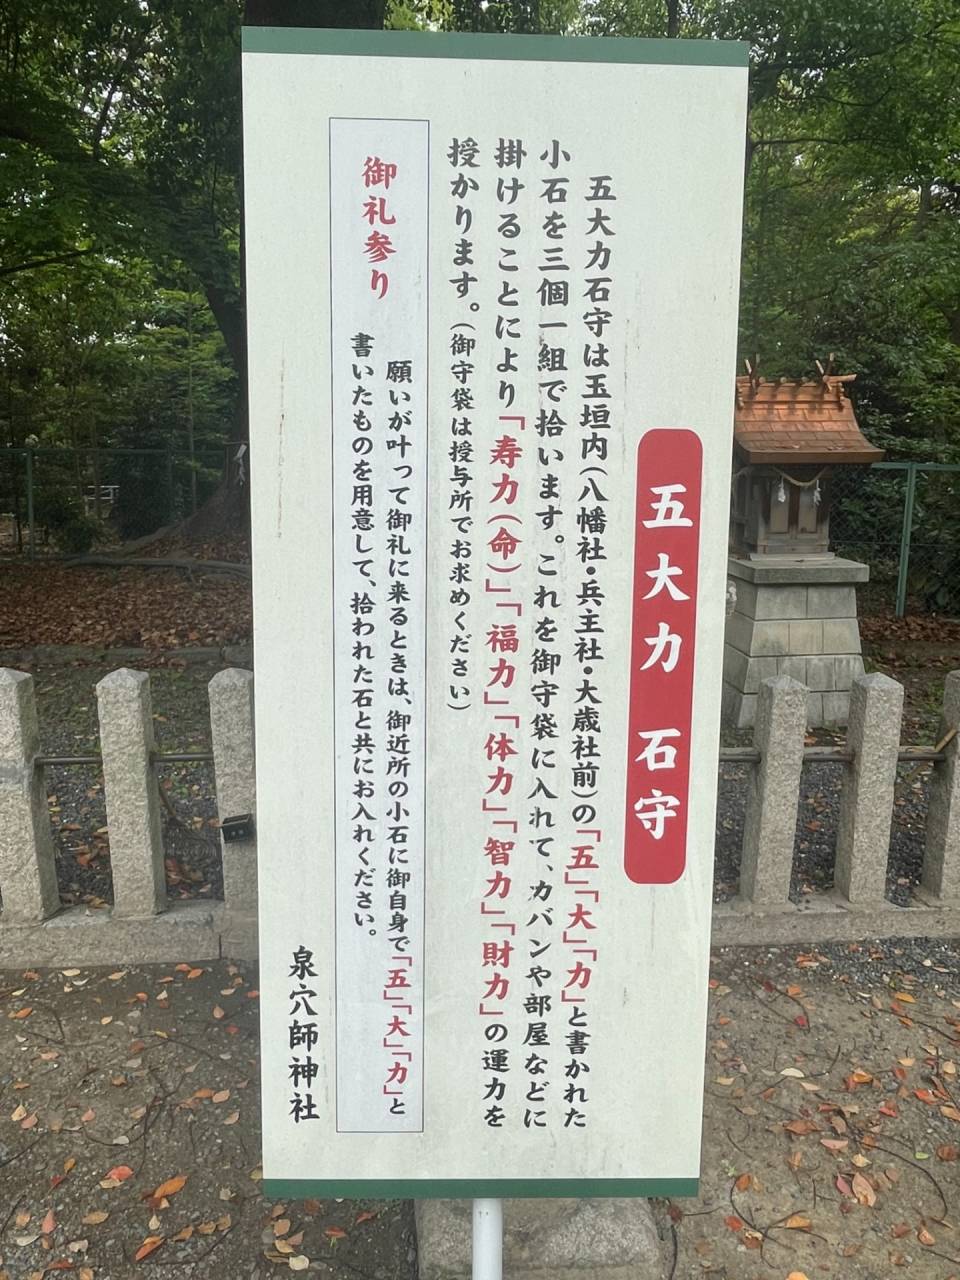 五大力 石守
五大力石守は玉垣内(八幡社・兵主社・大歳社前)の「五」「大」「力」と書かれた
小石を三個一組で拾います。これを御守袋に入れて、カバンや部屋などに
掛けることにより「寿力(命)」「福力」「体力」「智力」「財力」の運力を
授かります。(御守袋は授与所でお求めください)
御礼参り
願いが叶って御礼に来るときは、御近所の小石に御自身で「五」「大」「力」と
書いたものを用意して、拾われた石と共にお入れください。
泉穴師神社